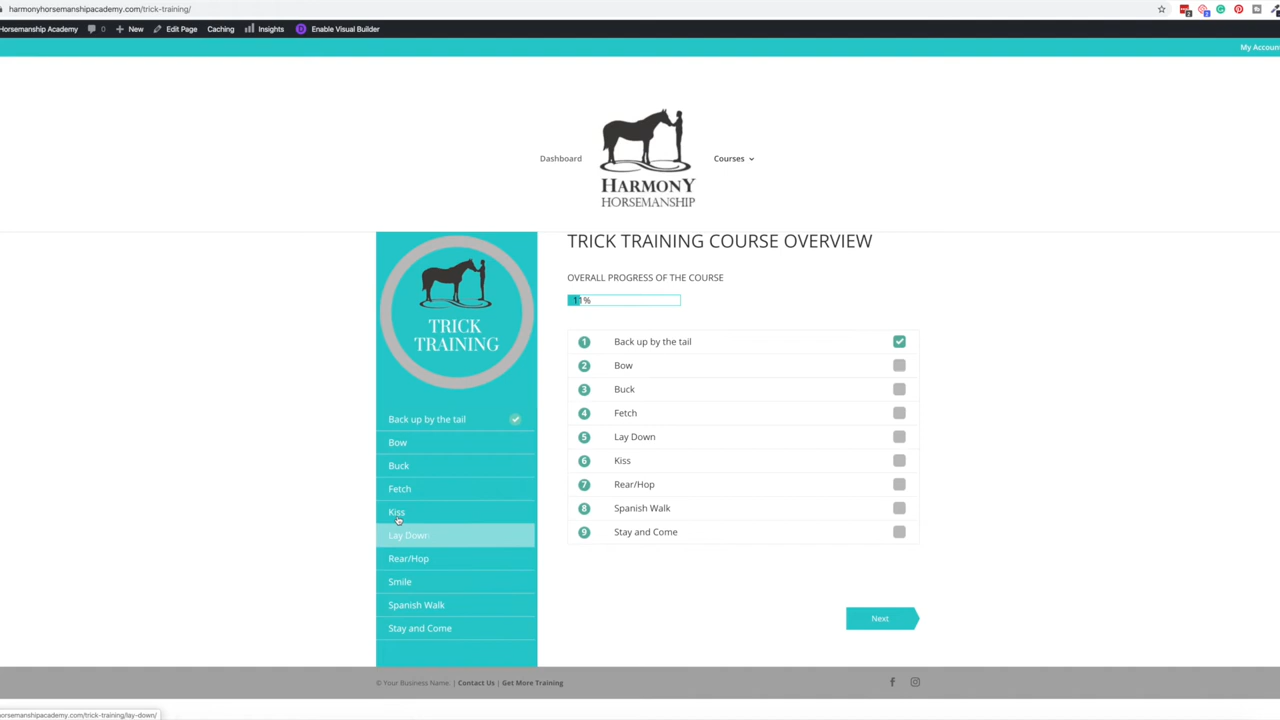 harmonyhorsemanshipacademy.com/trick-training/
Horsemanship Academy 0 New Edit Page Caching Insights D Enable Visual Builder
My Accoun
Dashboard
Courses
HARMONY
HORSEMANSHIP
TRICK
TRAINING
Back up by the tail
Bow
Buck
Fetch
Kiss
Lay Down
Rear/Hop
Smile
Spanish Walk
Stay and Come
TRICK TRAINING COURSE OVERVIEW
OVERALL PROGRESS OF THE COURSE
11%
1 Back up by the tail
2 Bow
3 Buck
4 Fetch
5 Lay Down
6 Kiss
7 Rear/Hop
8 Spanish Walk
9 Stay and Come
Next
© Your Business Name. | Contact Us | Get More Training
horsemanshipacademy.com/trick-training/lay-down/